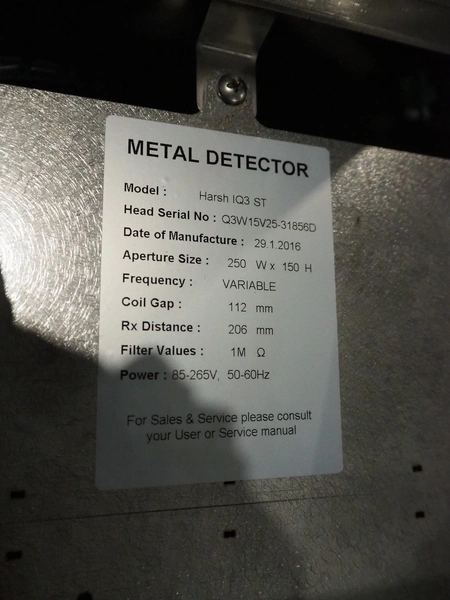 METAL DETECTOR
Model : Harsh IQ3 ST
Head Serial No : Q3W15V25-31856D
Date of Manufacture : 29.1.2016
Aperture Size : 250 W x 150 H
Frequency : VARIABLE
Coil Gap : 112 mm
Rx Distance : 206 mm
Filter Values : 1M Ω
Power : 85-265V, 50-60Hz
For Sales & Service please consult
your User or Service manual